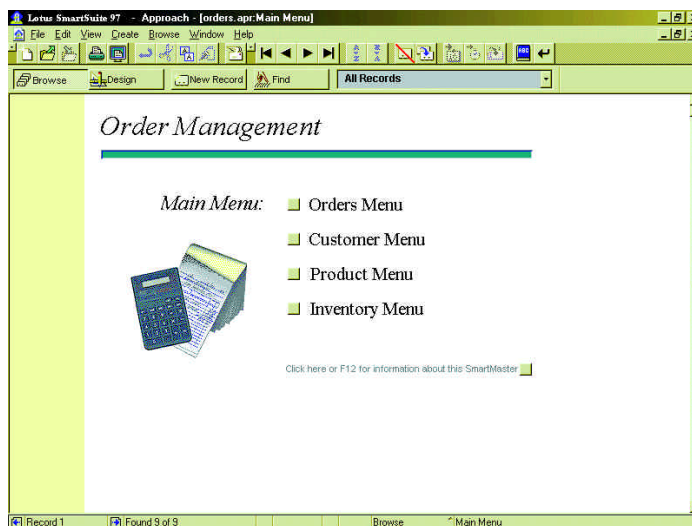 Lotus SmartSuite 97 - Approach - [orders.apr:Main Menu]
File Edit View Create Browse Window Help
Browse Design New Record Find All Records
Order Management
Main Menu:
Orders Menu
Customer Menu
Product Menu
Inventory Menu
Click here or F12 for information about this SmartMaster
Record 1 Found 9 of 9 Browse Main Menu